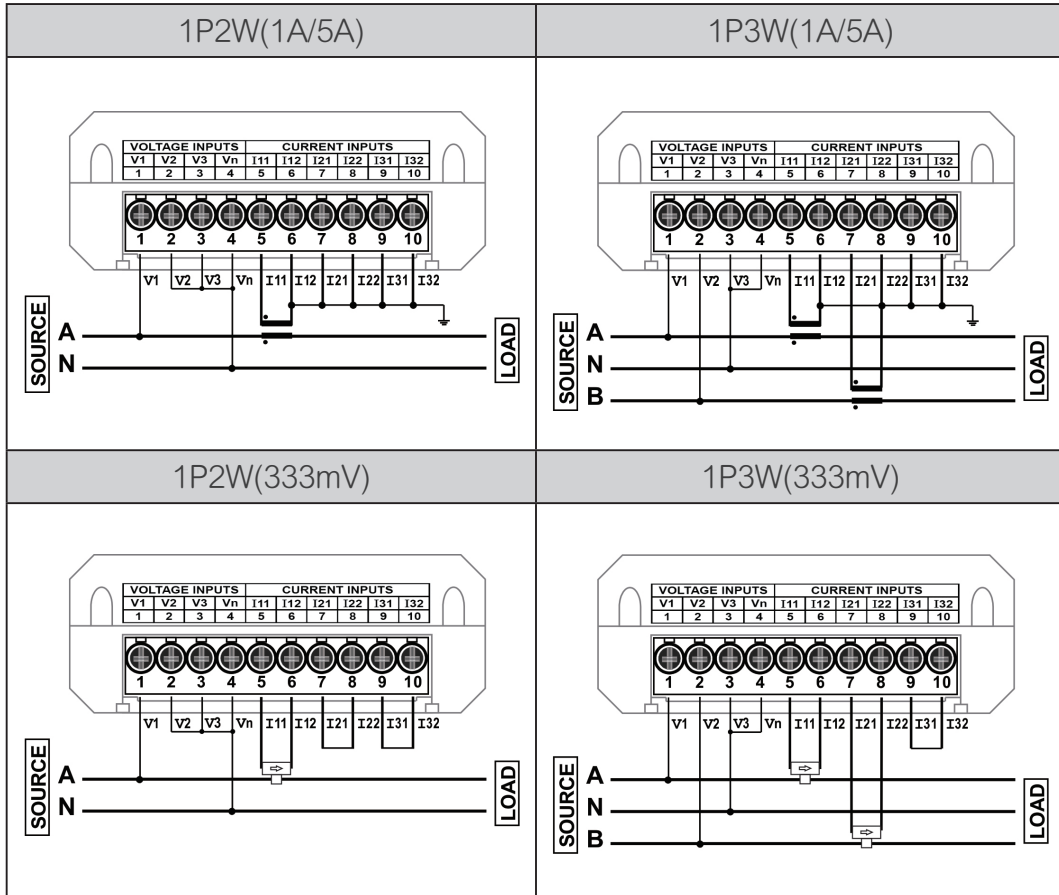 1P2W(1A/5A)
VOLTAGE INPUTS CURRENT INPUTS
V1 V2 V3 Vn I11 I12 I21 I22 I31 I32
1 2 3 4 5 6 7 8 9 10
1 2 3 4 5 6 7 8 9 10
V1 V2 V3 Vn I11 I12 I21 I22 I31 I32
SOURCE
A
N
LOAD
1P3W(1A/5A)
VOLTAGE INPUTS CURRENT INPUTS
V1 V2 V3 Vn I11 I12 I21 I22 I31 I32
1 2 3 4 5 6 7 8 9 10
1 2 3 4 5 6 7 8 9 10
V1 V2 V3 Vn I11 I12 I21 I22 I31 I32
SOURCE
A
N
B
LOAD
1P2W(333mV)
VOLTAGE INPUTS CURRENT INPUTS
V1 V2 V3 Vn I11 I12 I21 I22 I31 I32
1 2 3 4 5 6 7 8 9 10
1 2 3 4 5 6 7 8 9 10
V1 V2 V3 Vn I11 I12 I21 I22 I31 I32
SOURCE
A
N
LOAD
1P3W(333mV)
VOLTAGE INPUTS CURRENT INPUTS
V1 V2 V3 Vn I11 I12 I21 I22 I31 I32
1 2 3 4 5 6 7 8 9 10
1 2 3 4 5 6 7 8 9 10
V1 V2 V3 Vn I11 I12 I21 I22 I31 I32
SOURCE
A
N
B
LOAD